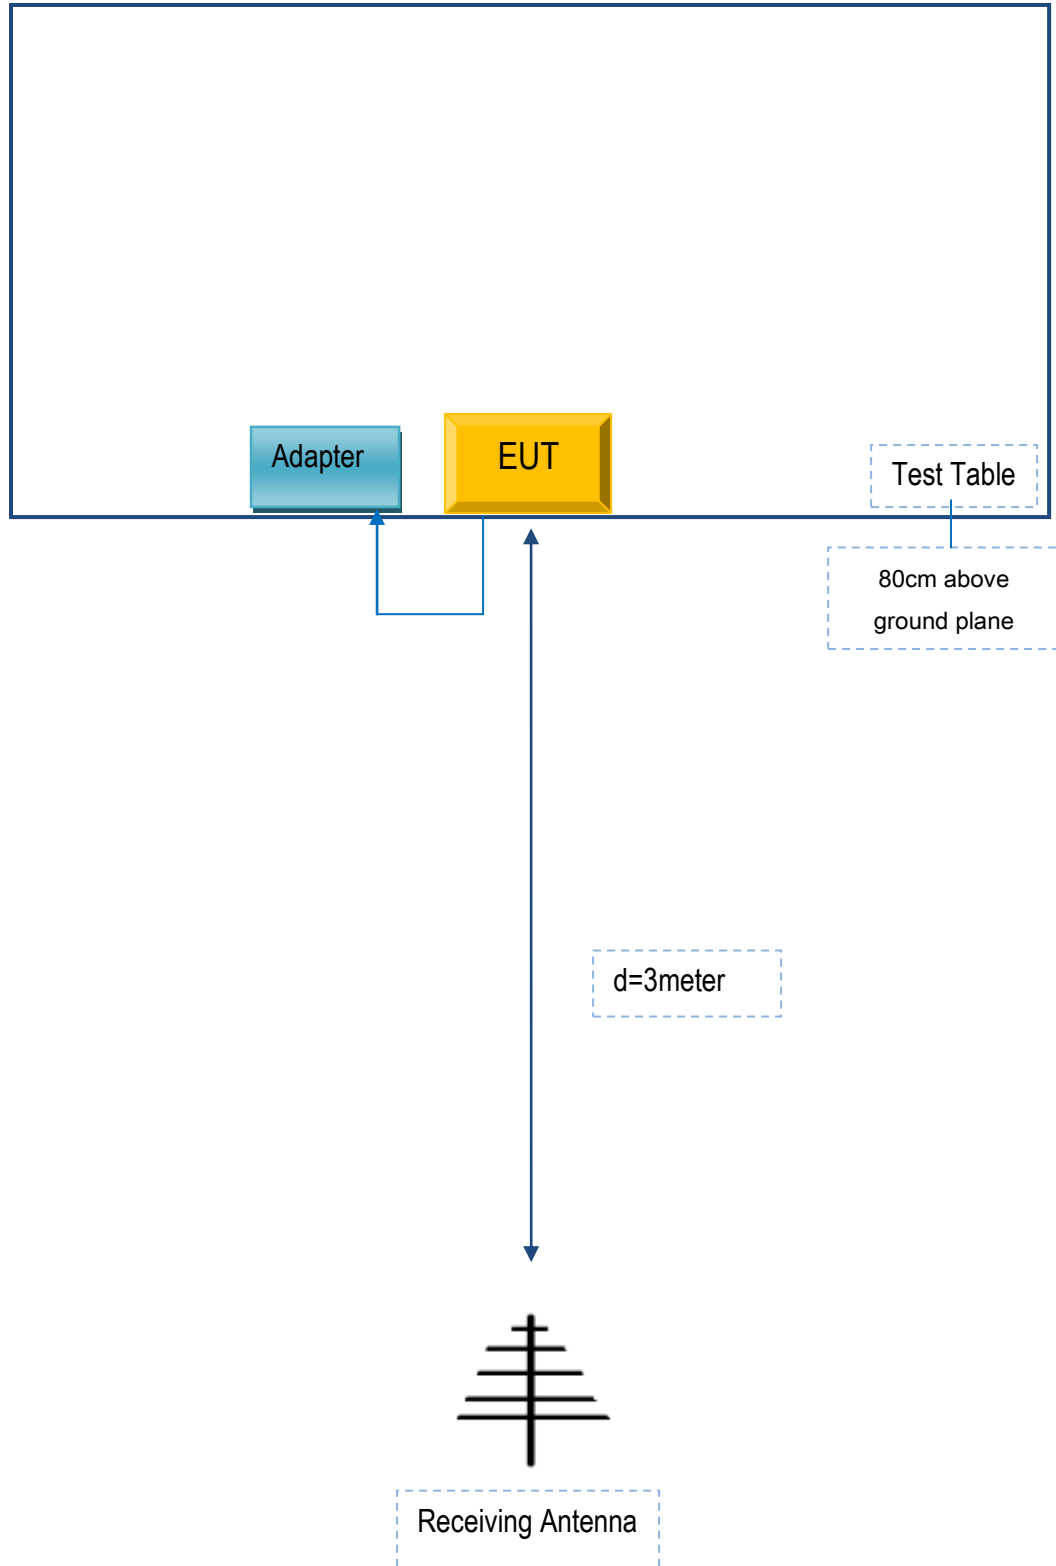 Adapter
EUT
Test Table
80cm above
ground plane
d=3meter
Receiving Antenna